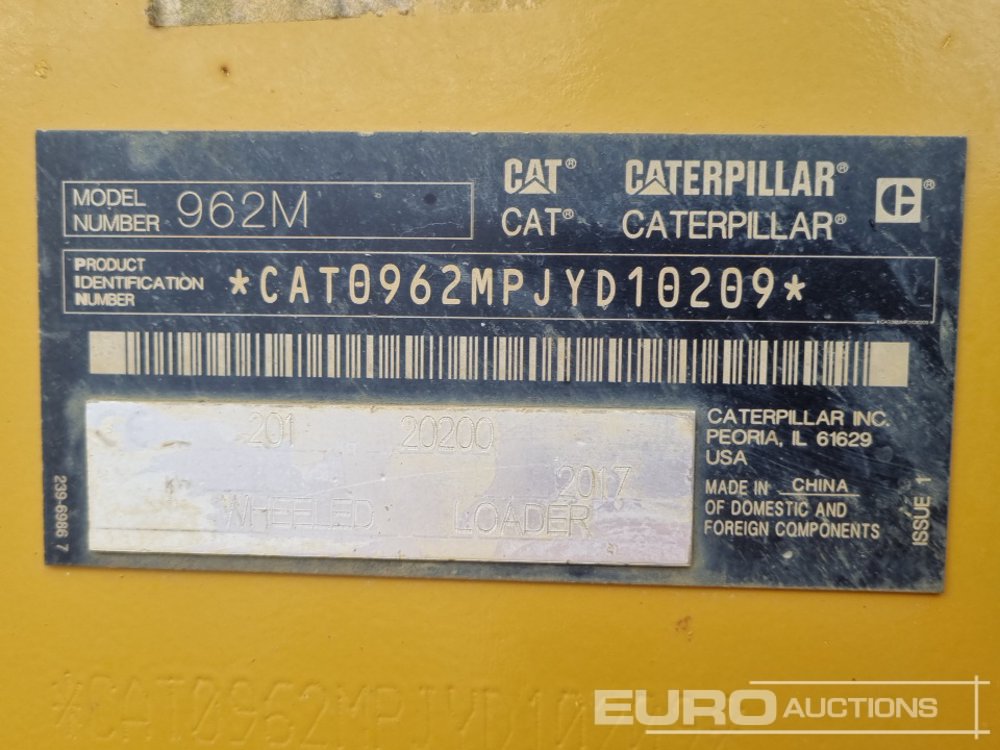 CAT® CATERPILLAR®
MODEL NUMBER 962M
CAT® CATERPILLAR®
PRODUCT IDENTIFICATION NUMBER *CAT0962MPJYD10209*
201 20200
2017
WHEELED LOADER
CATERPILLAR INC.
PEORIA, IL 61629
USA
MADE IN CHINA
OF DOMESTIC AND
FOREIGN COMPONENTS
239-6986 7
ISSUE 1
EURO AUCTIONS